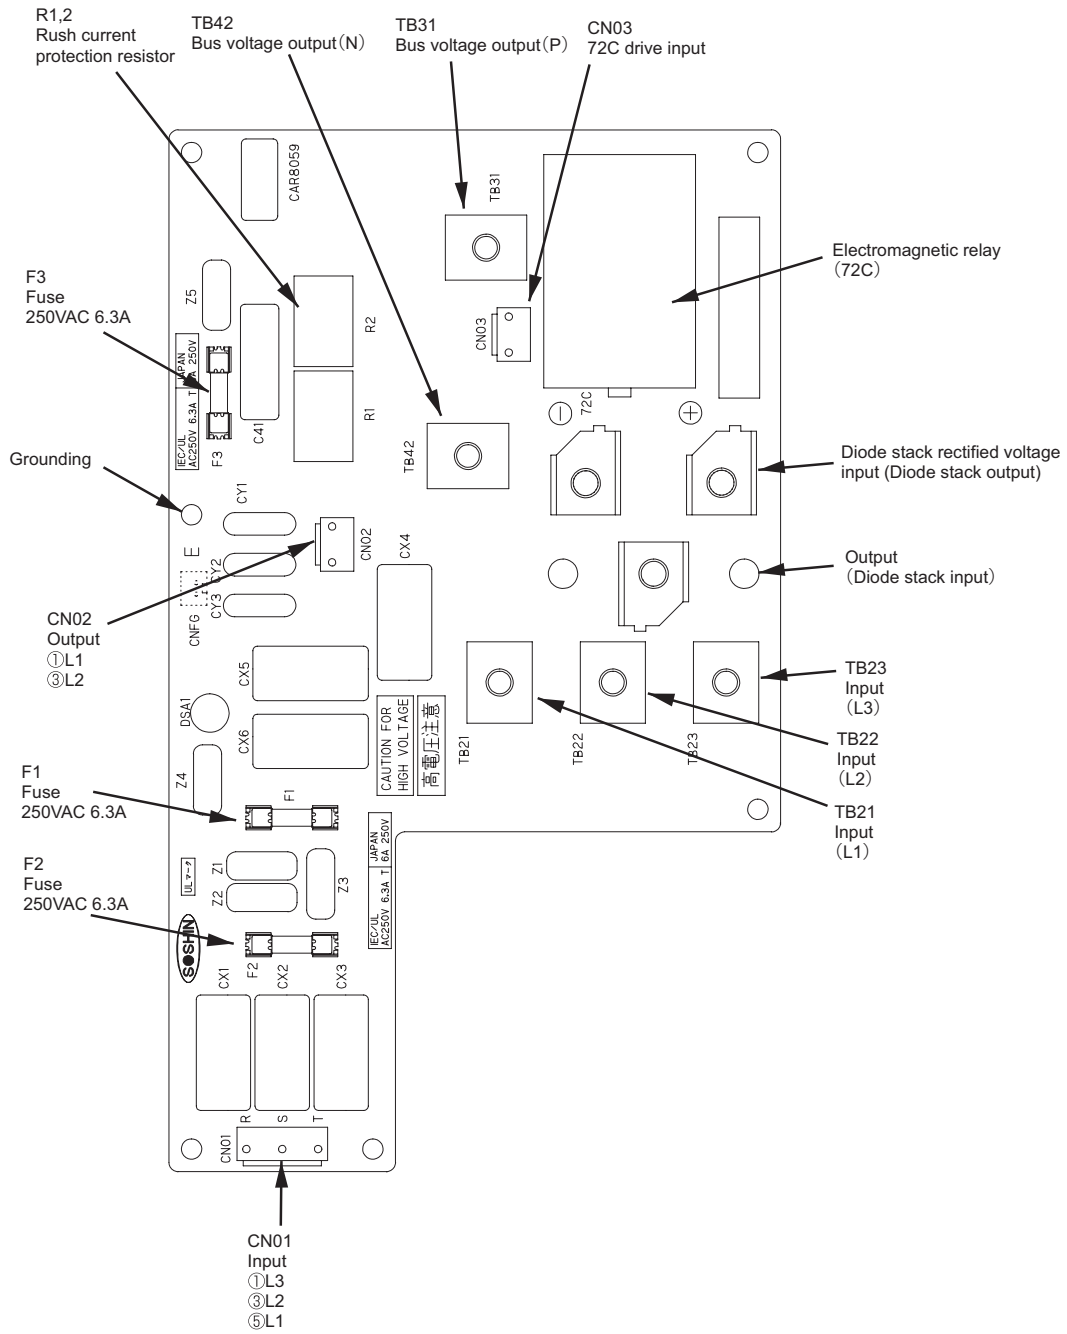 R1,2
Rush current
protection resistor
TB42
Bus voltage output(N)
TB31
Bus voltage output(P)
CN03
72C drive input
CAR8059
TB31
Electromagnetic relay
(72C)
F3
Fuse
250VAC 6.3A
Z5
R2
CN03
JAPAN
IEC/UL
AC250V 6.3A T
A 250V
F3
C41
R1
72C
TB42
Diode stack rectified voltage
input (Diode stack output)
Grounding
CY1
E
CY2
CN02
CX4
Output
(Diode stack input)
CNFG
CY3
CN02
Output
①L1
③L2
CX5
TB23
Input
(L3)
DSA1
CX6
CAUTION FOR
HIGH VOLTAGE
高電圧注意
TB21
TB22
TB23
TB22
Input
(L2)
F1
Fuse
250VAC 6.3A
Z4
F1
TB21
Input
(L1)
F2
Fuse
250VAC 6.3A
ULマーク
Z1
Z2
Z3
IEC/UL
AC250V 6.3A T
JAPAN
6A 250V
SOSHIN
CX1
F2
CX2
CX3
CN01
R
S
T
CN01
Input
①L3
③L2
⑤L1